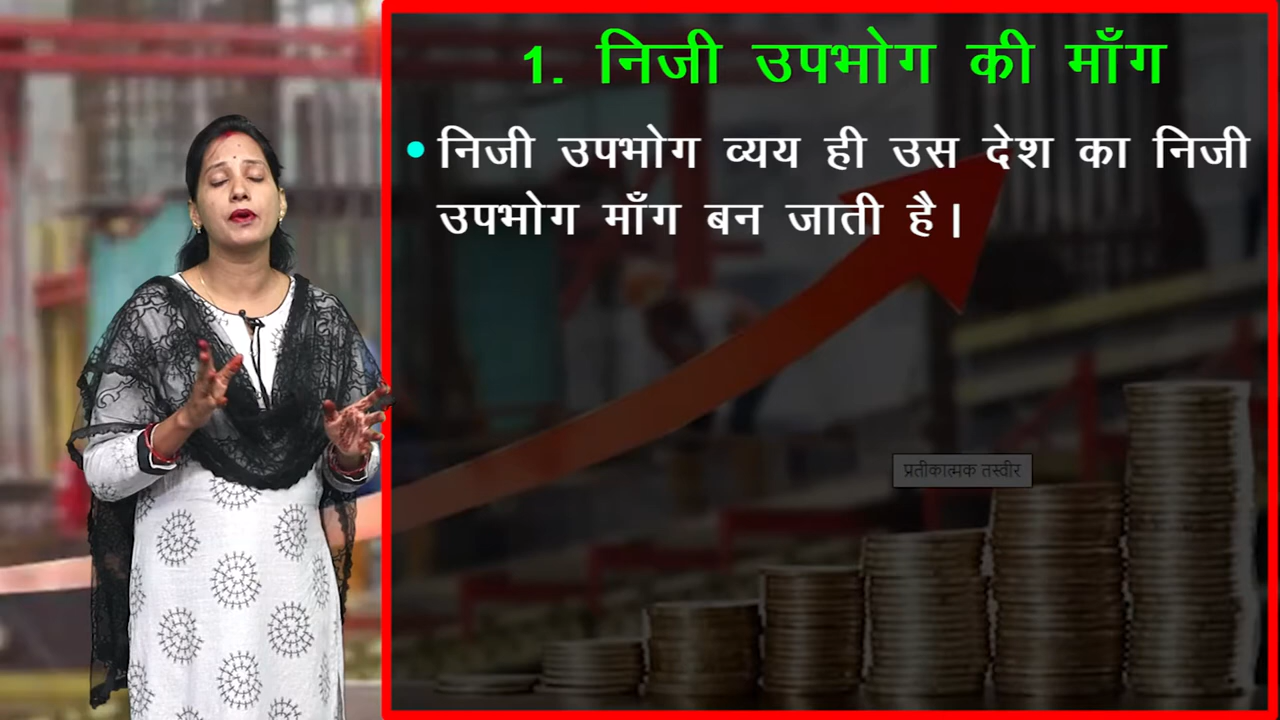 1. निजी उपभोग की माँग
• निजी उपभोग व्यय ही उस देश का निजी
उपभोग माँग बन जाती है।
प्रतीकात्मक तस्वीर